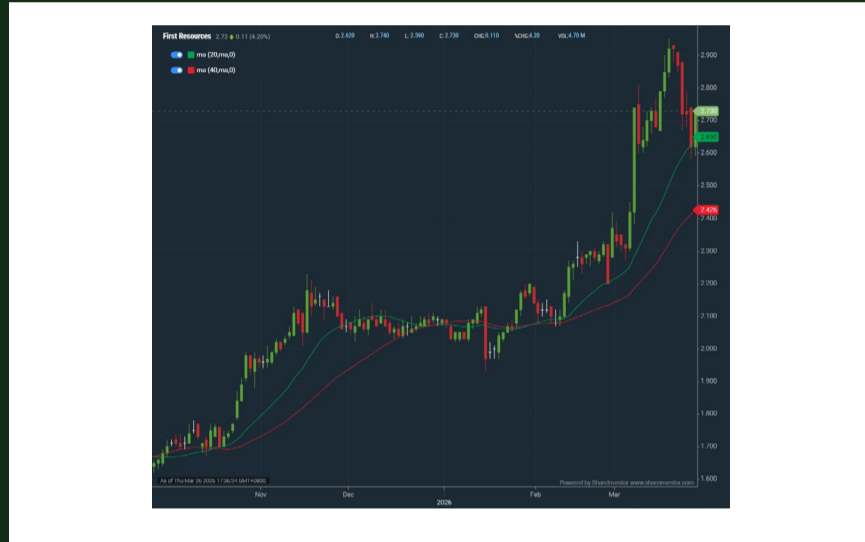 First Resources 2.73 0.11 (4.20%) O: 2.620 H: 2.740 L: 2.590 C: 2.730 CHG:0.110 %CHG:4.20 VOL:4.70 M
ma (20,ma,0)
ma (40,ma,0)
2.900
2.800
2.730
2.700
2.600
2.500
2.426
2.400
2.300
2.200
2.100
2.000
1.900
1.800
1.700
1.600
As of Thu Mar 26 2026 17:36:24 GMT+0800
Powered by ShareInvestor www.shareinvestor.com
Nov Dec 2026 Feb Mar